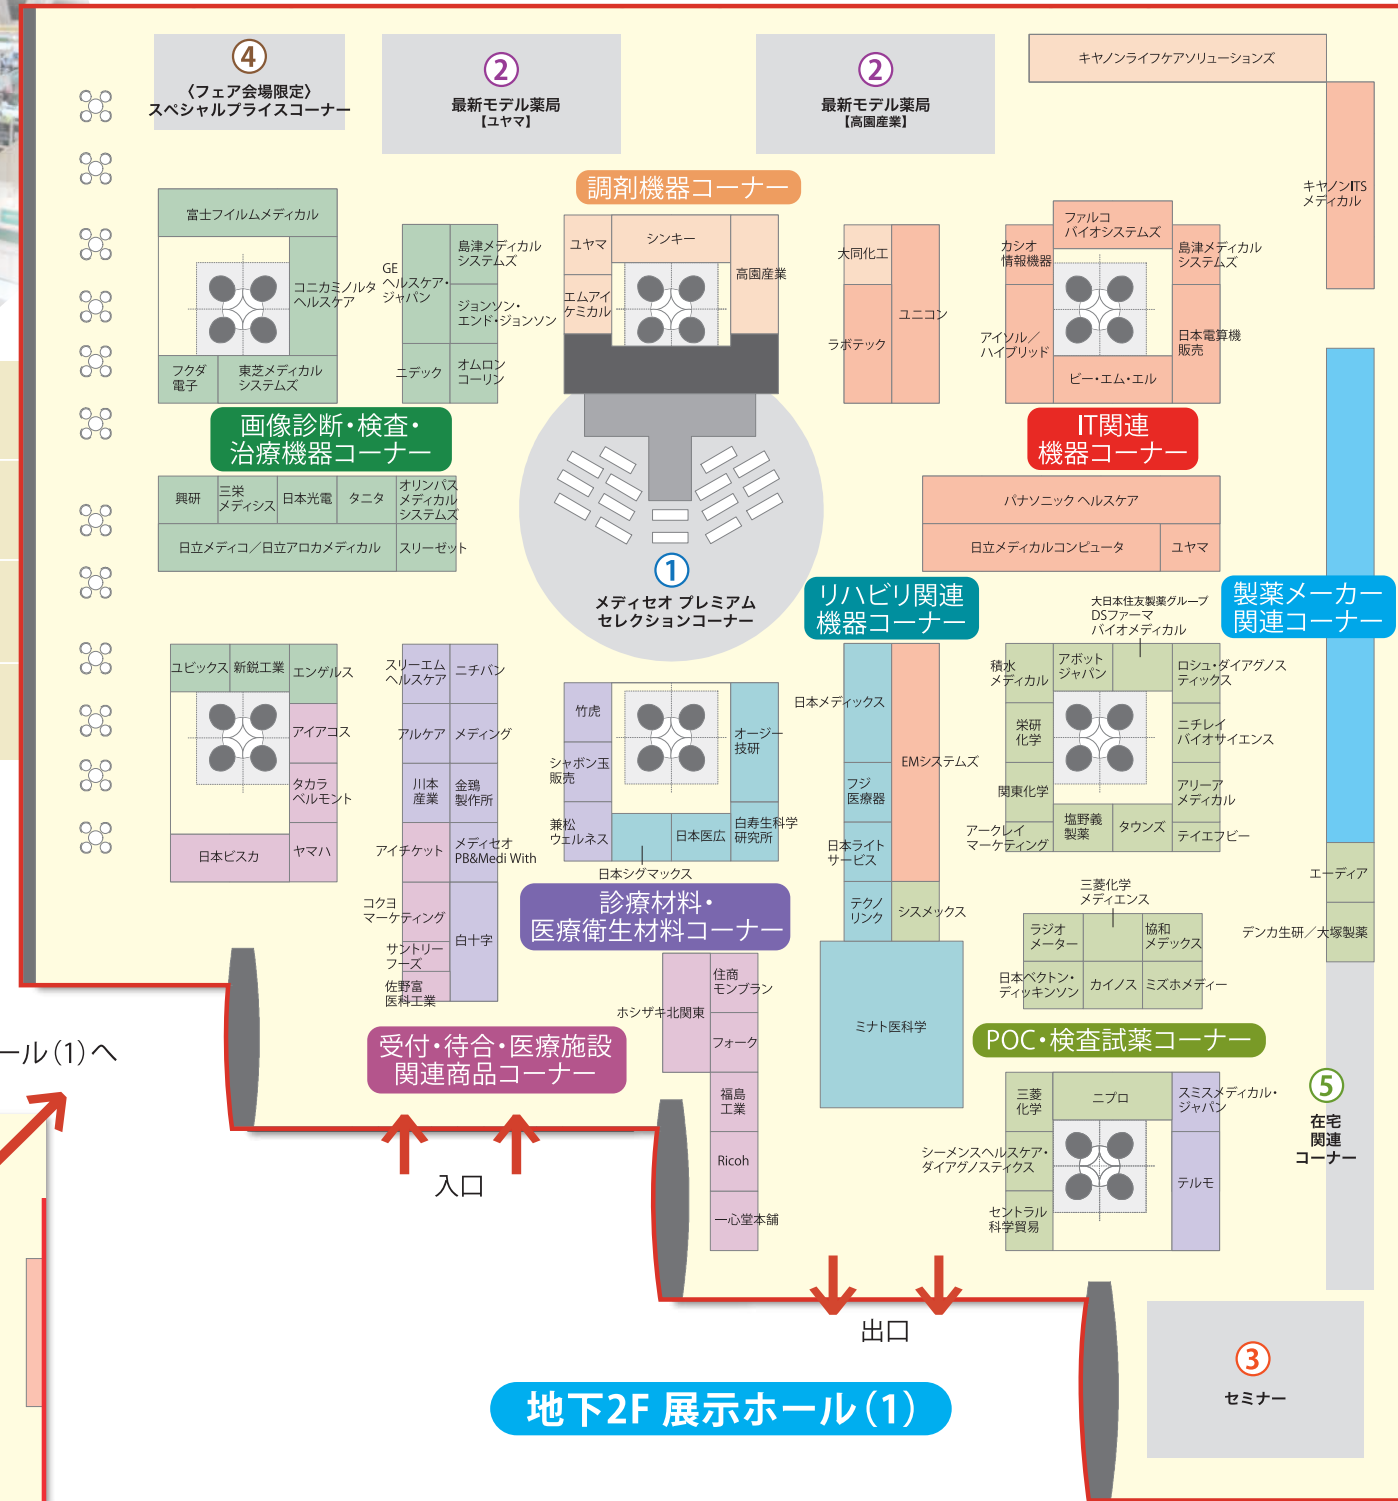 ④
〈フェア会場限定〉
スペシャルプライスコーナー
②
最新モデル薬局
【ユヤマ】
②
最新モデル薬局
【高園産業】
キヤノンライフケアソリューションズ
キヤノンITS
メディカル
調剤機器コーナー
富士フイルムメディカル
コニカミノルタ
ヘルスケア
フクダ
電子
東芝メディカル
システムズ
GE
ヘルスケア・
ジャパン
島津メディカル
システムズ
ジョンソン・
エンド・ジョンソン
ニデック
オムロン
コーリン
ユヤマ
シンキー
エムアイ
ケミカル
高園産業
大同化工
ラボテック
ユニコン
カシオ
情報機器
ファルコ
バイオシステムズ
島津メディカル
システムズ
アイソル／
ハイブリッド
日本電算機
販売
ビー・エム・エル
画像診断・検査・
治療機器コーナー
IT関連
機器コーナー
興研
三栄
メディシス
日本光電
タニタ
オリンパス
メディカル
システムズ
日立メディコ／日立アロカメディカル
スリーゼット
パナソニック ヘルスケア
日立メディカルコンピュータ
ユヤマ
①
メディセオ プレミアム
セレクションコーナー
リハビリ関連
機器コーナー
製薬メーカー
関連コーナー
大日本住友製薬グループ
DSファーマ
バイオメディカル
ユビックス
新鋭工業
エンゲルス
アイアコス
タカラ
ベルモント
日本ビスカ
ヤマハ
スリーエム
ヘルスケア
ニチバン
アルケア
メディング
川本
産業
金鵄
製作所
アイチケット
メディセオ
PB&Medi With
コクヨ
マーケティング
サントリー
フーズ
佐野富
医科工業
白十字
竹虎
シャボン玉
販売
兼松
ウェルネス
オージー
技研
日本医広
白寿生科学
研究所
日本シグマックス
日本メディックス
EMシステムズ
フジ
医療器
日本ライト
サービス
テクノ
リンク
シスメックス
ミナト医科学
積水
メディカル
アボット
ジャパン
ロシュ・ダイアグノス
ティックス
栄研
化学
ニチレイ
バイオサイエンス
関東化学
アリーア
メディカル
アークレイ
マーケティング
塩野義
製薬
タウンズ
テイエフビー
三菱化学
メディエンス
ラジオ
メーター
協和
メデックス
日本ベクトン・
ディッキンソン
カイノス
ミズホメディー
エーディア
デンカ生研／大塚製薬
診療材料・
医療衛生材料コーナー
受付・待合・医療施設
関連商品コーナー
POC・検査試薬コーナー
ホシザキ北関東
住商
モンブラン
フォーク
福島
工業
Ricoh
一心堂本舗
三菱
化学
ニプロ
スミスメディカル・
ジャパン
シーメンスヘルスケア・
ダイアグノスティクス
テルモ
セントラル
科学貿易
⑤
在宅
関連
コーナー
ール（1）へ
入口
出口
③
セミナー
地下2F 展示ホール（1）